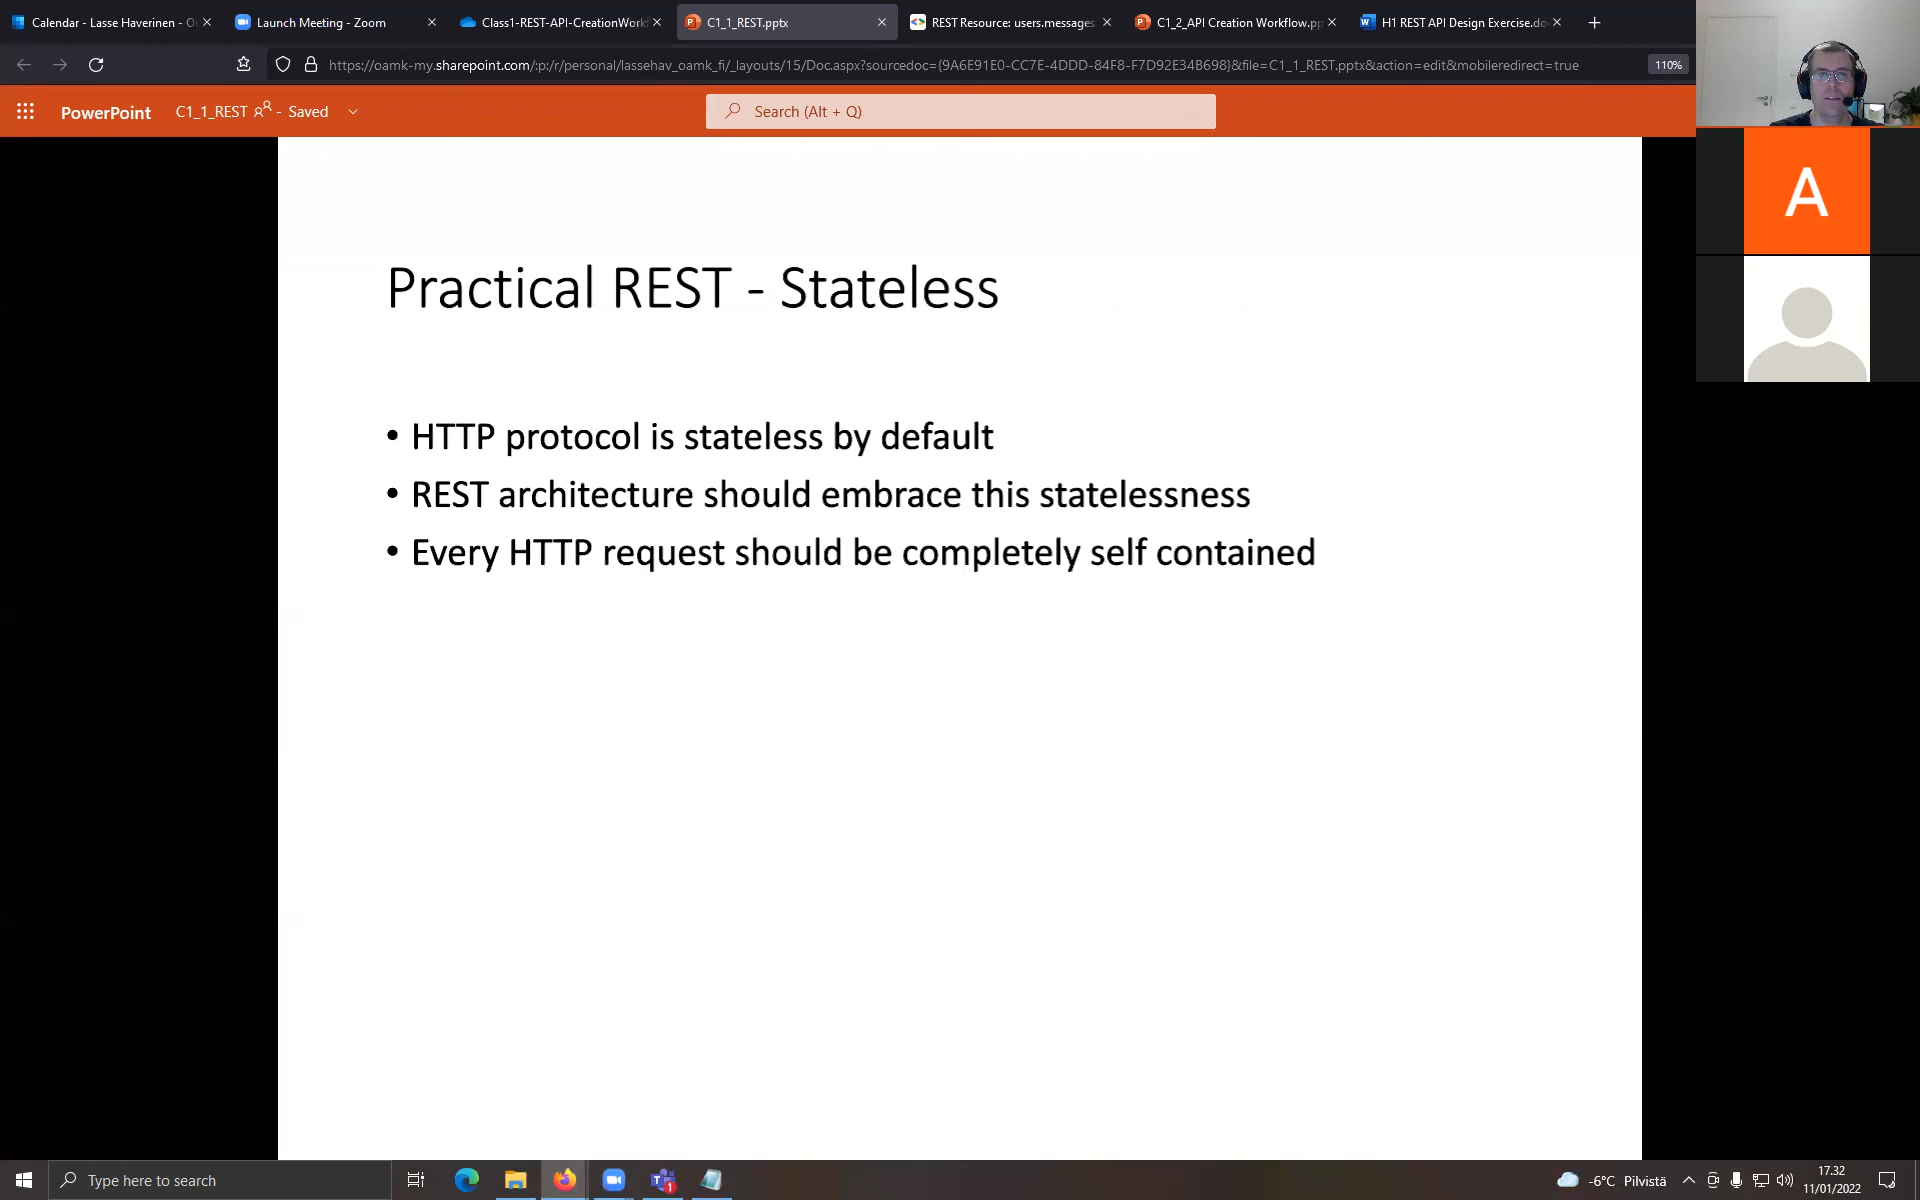 Calendar - Lasse Haverinen - O
Launch Meeting - Zoom
Class1-REST-API-CreationWork
C1_1_REST.pptx
REST Resource: users.messages
C1_2_API Creation Workflow.pp
H1 REST API Design Exercise.do
https://oamk-my.sharepoint.com/:p:/r/personal/lassehav_oamk_fi/_layouts/15/Doc.aspx?sourcedoc={9A6E91E0-CC7E-4DDD-84F8-F7D92E34B698}&file=C1_1_REST.pptx&action=edit&mobileredirect=true
110%
PowerPoint
C1_1_REST - Saved
Search (Alt + Q)
A
Practical REST - Stateless
• HTTP protocol is stateless by default
• REST architecture should embrace this statelessness
• Every HTTP request should be completely self contained
Type here to search
1
-6°C Pilvistä
17.32
11/01/2022